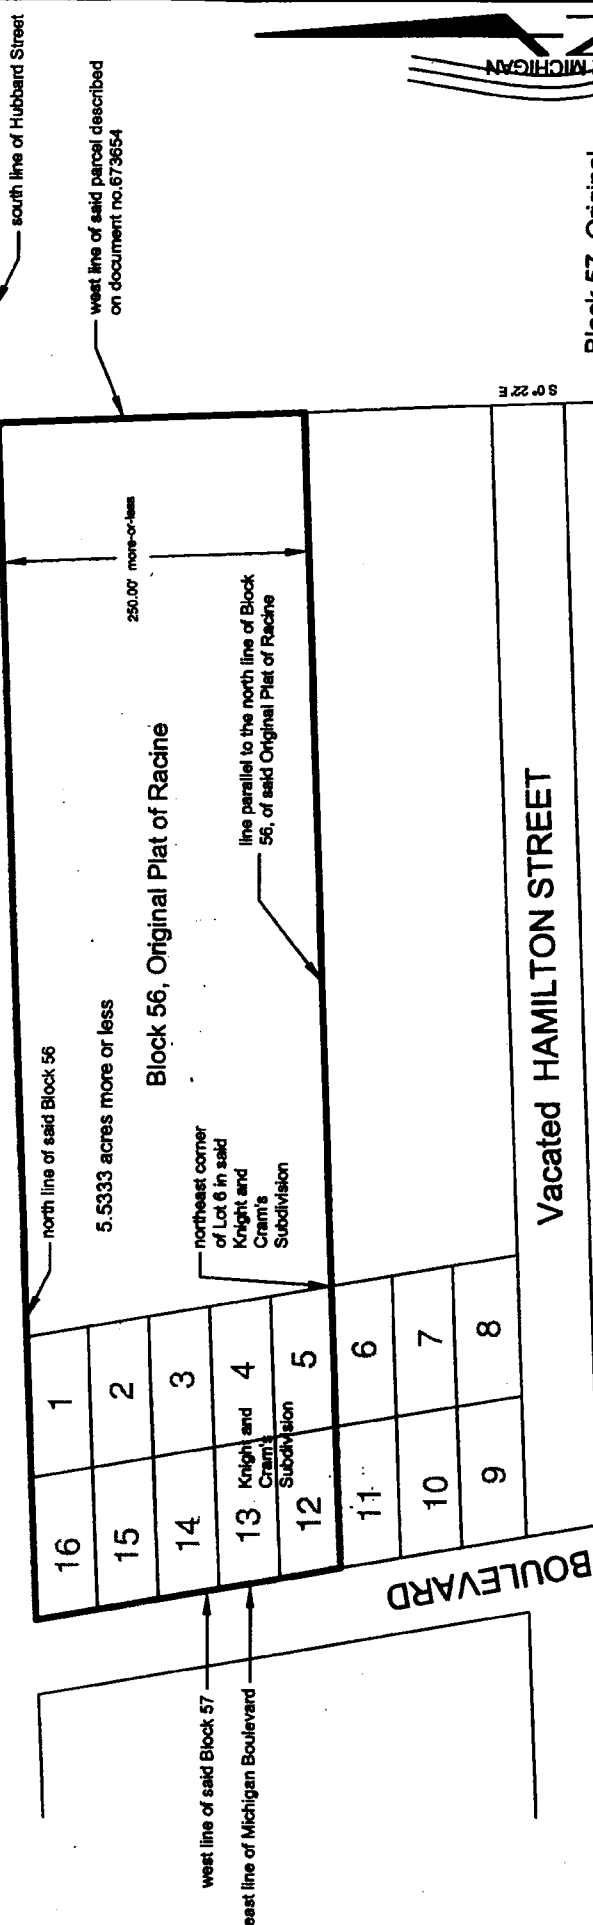 south line of Hubbard Street
west line of said parcel described
on document no.673654
MICHIGAN
Block 57, Original
S 0° 22' E
250.00' more-or-less
north line of said Block 56
5.5333 acres more or less
Block 56, Original Plat of Racine
line parallel to the north line of Block
56, of said Original Plat of Racine
northeast corner
of Lot 6 in said
Knight and
Cram's
Subdivision
Vacated HAMILTON STREET
16 1
15 2
14 3
13 4
12 5
11 6
10 7
9 8
Knight and
Cram's
Subdivision
BOULEVARD
west line of said Block 57
east line of Michigan Boulevard